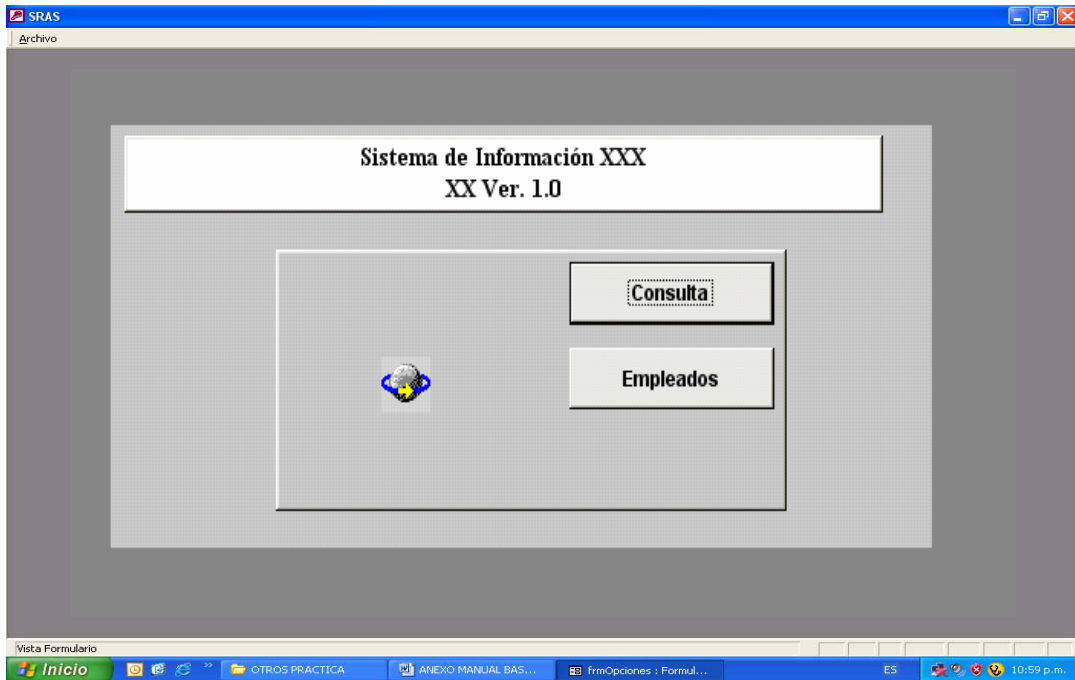 SRAS
Archivo
Sistema de Información XXX
XX Ver. 1.0
Consulta
Empleados
Vista Formulario
Inicio
OTROS PRACTICA
ANEXO MANUAL BAS...
frmOpciones : Formul...
ES
10:59 p.m.